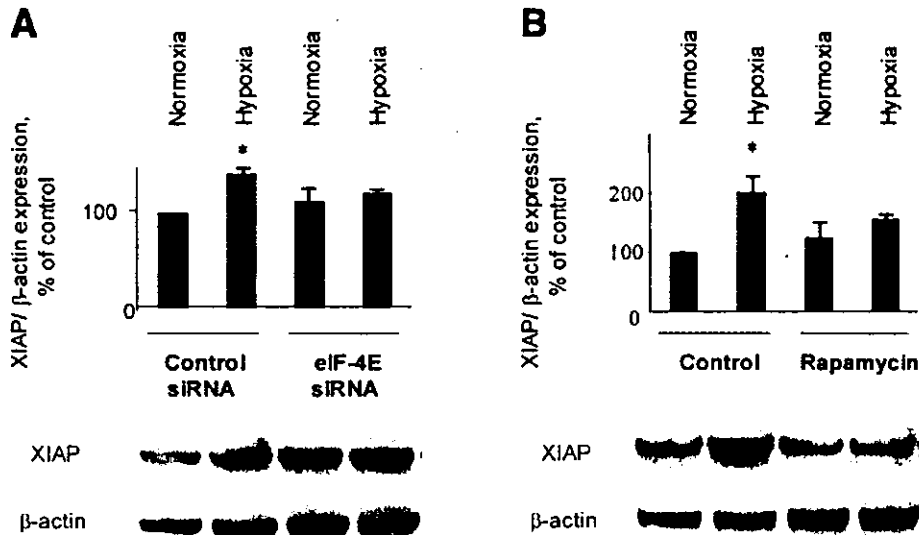 A
Normoxia
Hypoxia
Normoxia
Hypoxia
*
XIAP/ β-actin expression,
% of control
100
0
Control
siRNA
eIF-4E
siRNA
XIAP
β-actin
B
Normoxia
Hypoxia
Normoxia
Hypoxia
*
XIAP/ β-actin expression,
% of control
200
100
0
Control
Rapamycin
XIAP
β-actin